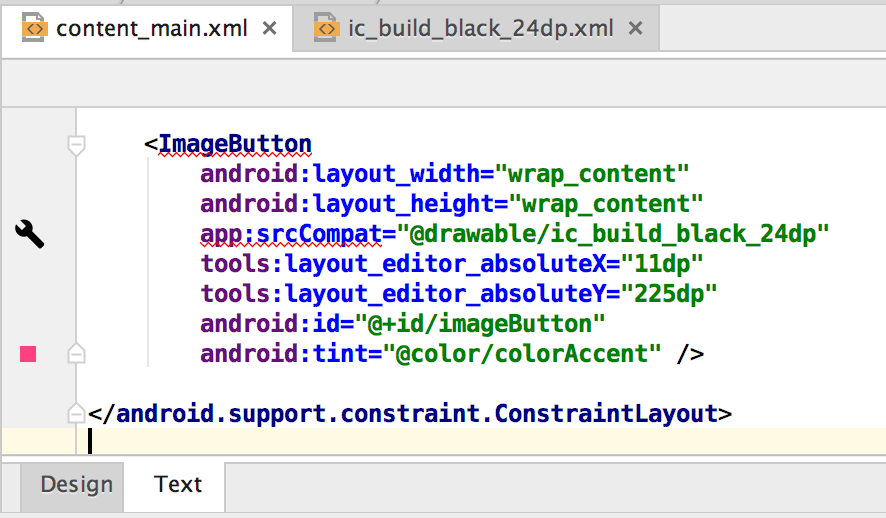 content_main.xml ic_build_black_24dp.xml
<ImageButton
android:layout_width="wrap_content"
android:layout_height="wrap_content"
app:srcCompat="@drawable/ic_build_black_24dp"
tools:layout_editor_absoluteX="11dp"
tools:layout_editor_absoluteY="225dp"
android:id="@+id/imageButton"
android:tint="@color/colorAccent" />
</android.support.constraint.ConstraintLayout>
Design Text